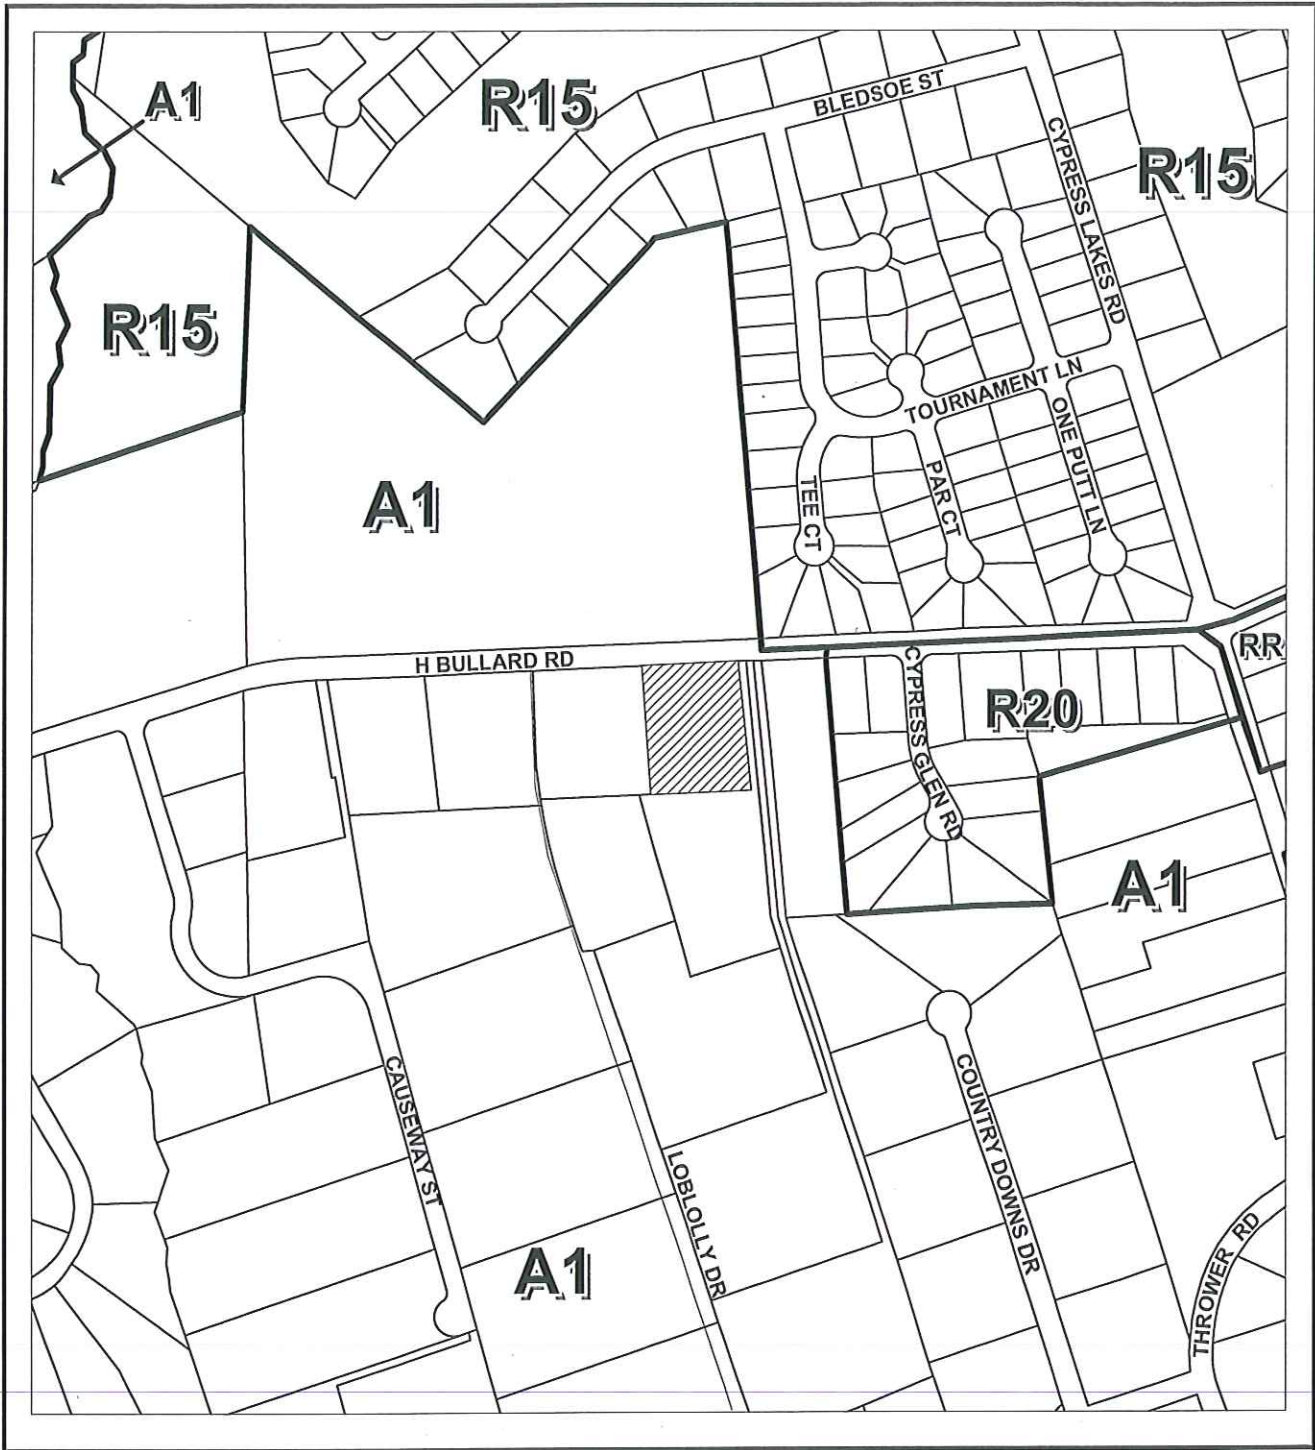 A1
R15
BLEDSOE ST
CYPRESS LAKES RD
R15
R15
TOURNAMENT LN
ONE PUTT LN
A1
PAR CT
TEE CT
H BULLARD RD
RR
CYPRESS GLEN RD
R20
A1
CAUSEWAY ST
COUNTRY DOWNS DR
LOBLOLLY DR
A1
THROWER RD